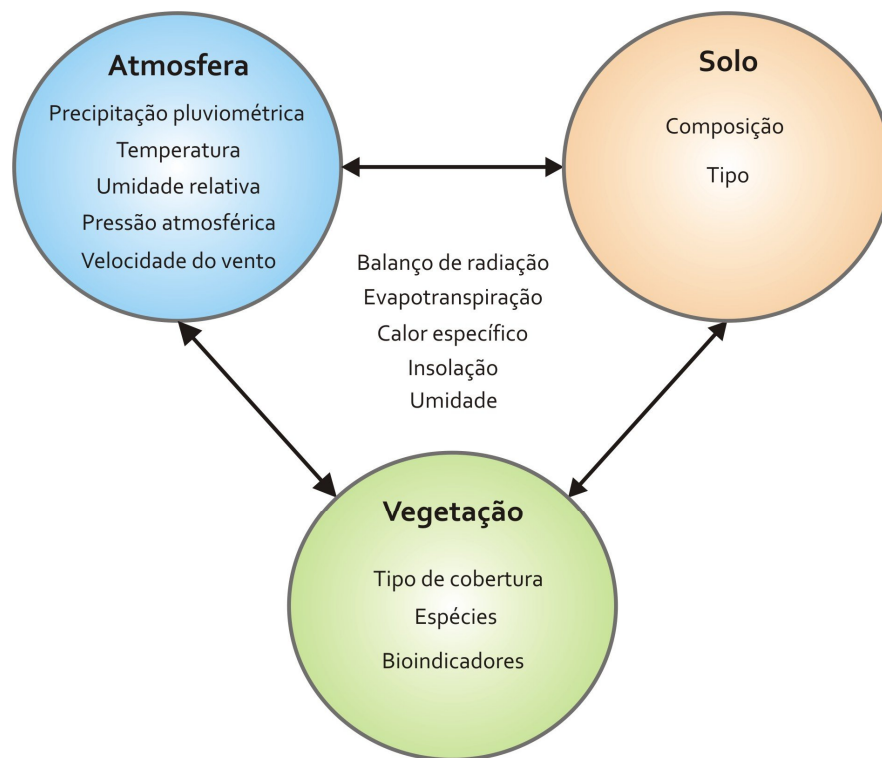 Atmosfera
Precipitação pluviométrica
Temperatura
Umidade relativa
Pressão atmosférica
Velocidade do vento
Solo
Composição
Tipo
Balanço de radiação
Evapotranspiração
Calor específico
Insolação
Umidade
Vegetação
Tipo de cobertura
Espécies
Bioindicadores